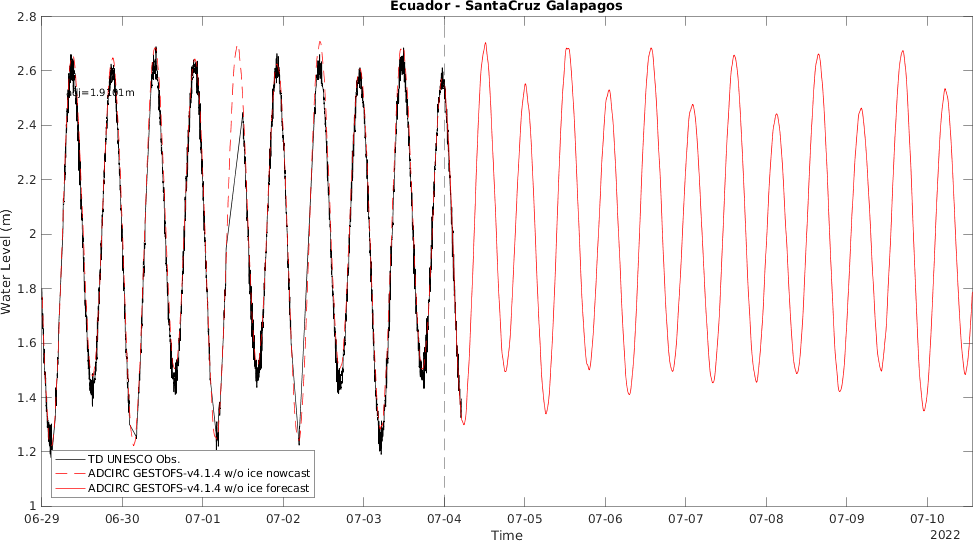 Ecuador - SantaCruz Galapagos
2.8
2.6
adj=1.9101m
2.4
2.2
2
1.8
1.6
1.4
1.2
1
Water Level (m)
TD UNESCO Obs.
ADCIRC GESTOFS-v4.1.4 w/o ice nowcast
ADCIRC GESTOFS-v4.1.4 w/o ice forecast
06-29 06-30 07-01 07-02 07-03 07-04 07-05 07-06 07-07 07-08 07-09 07-10
Time
2022